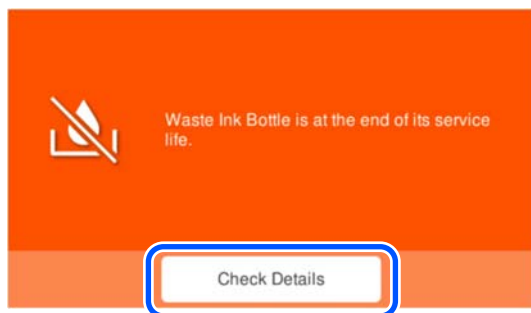 Waste Ink Bottle is at the end of its service
life.
Check Details